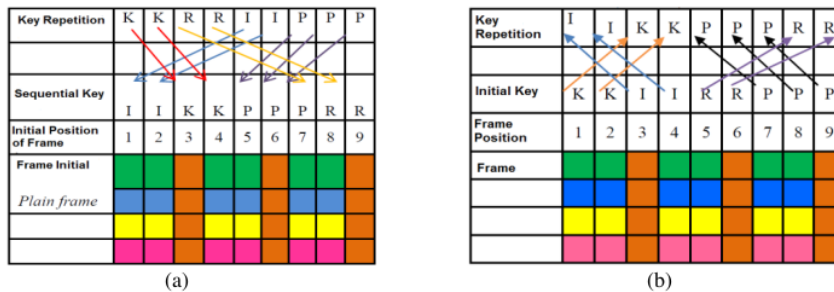 Key Repetition K K R R I I P P P
Sequential Key
I I K K P P P R R
Initial Position of Frame 1 2 3 4 5 6 7 8 9
Frame Initial
Plain frame
(a)
Key Repetition I I K K P P P R R
Initial Key K K I I R R P P P
Frame Position 1 2 3 4 5 6 7 8 9
Frame
(b)